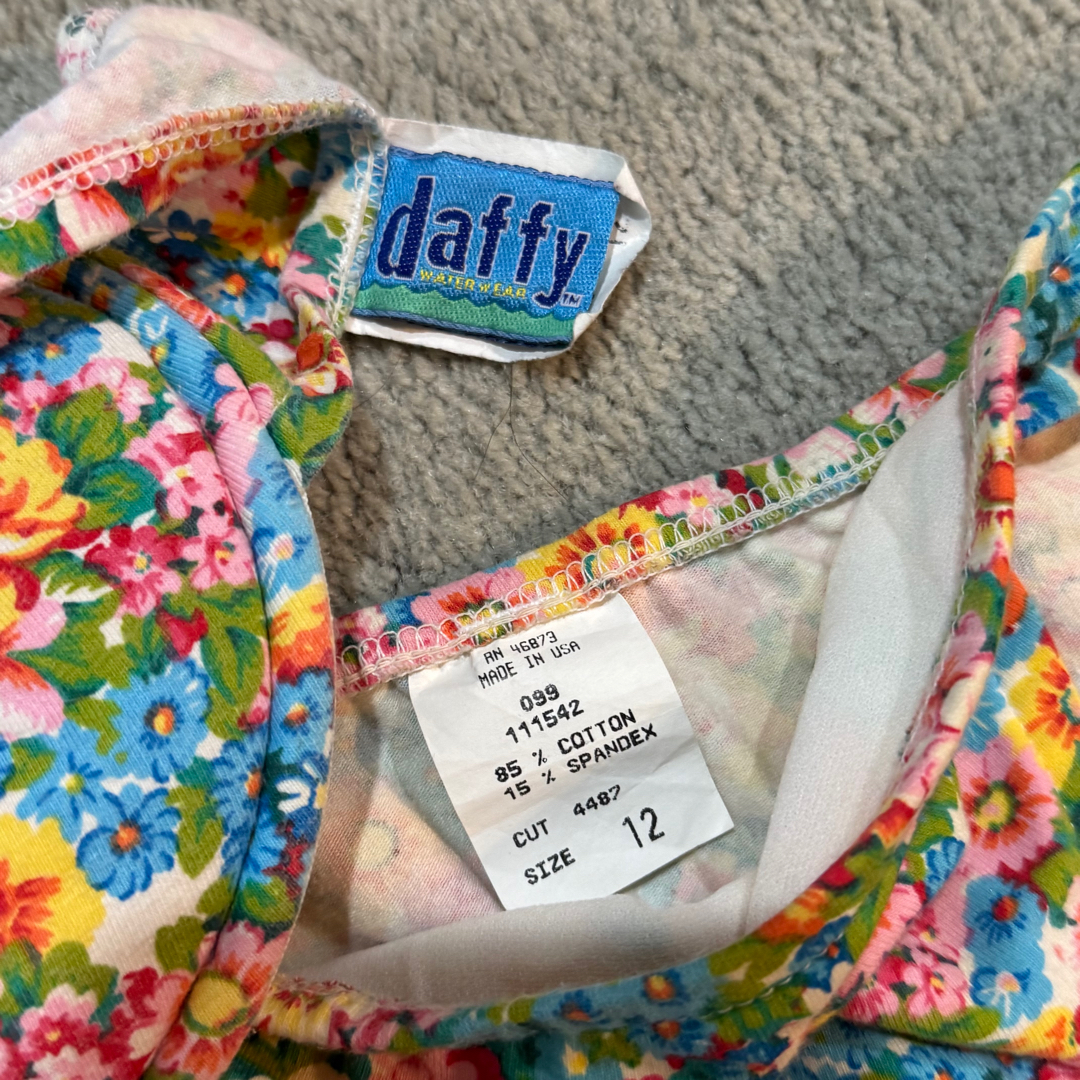 daffy
WATERWEAR
TM
RN 46873
MADE IN USA
099
111542
85 % COTTON
15 % SPANDEX
CUT 4487
SIZE 12